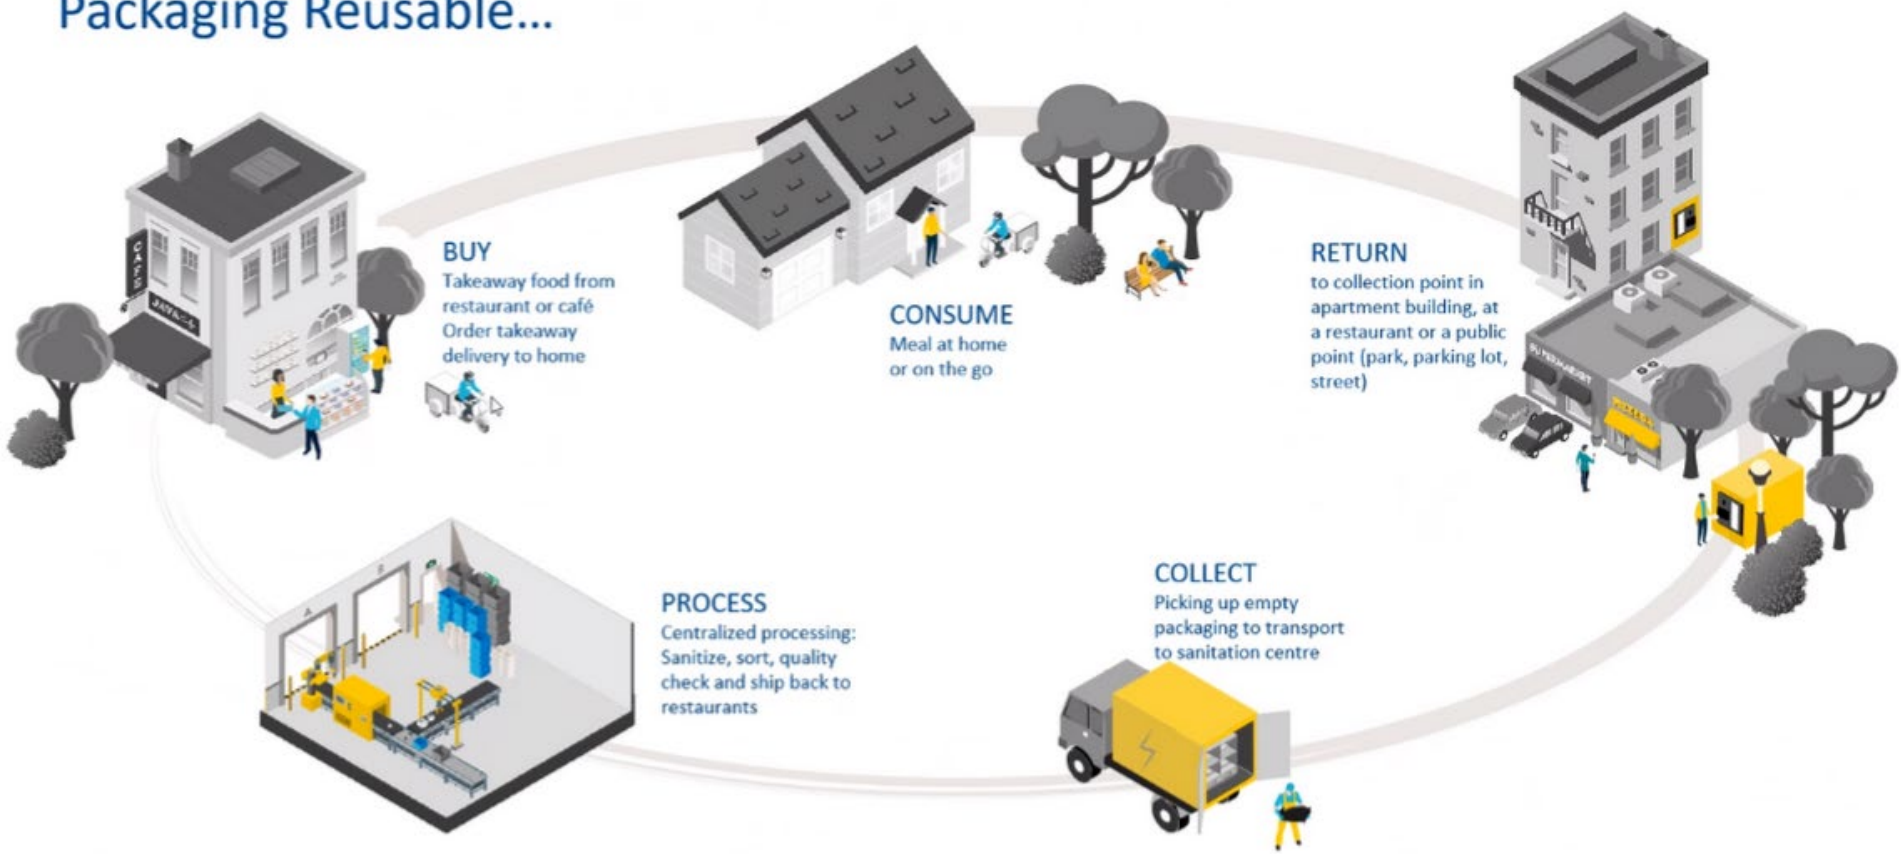 Packaging Reusable...
BUY
Takeaway food from
restaurant or café
Order takeaway
delivery to home
CONSUME
Meal at home
or on the go
RETURN
to collection point in
apartment building, at
a restaurant or a public
point (park, parking lot,
street)
COLLECT
Picking up empty
packaging to transport
to sanitation centre
PROCESS
Centralized processing:
Sanitize, sort, quality
check and ship back to
restaurants
CAFE
SUPERMARKET
A
B